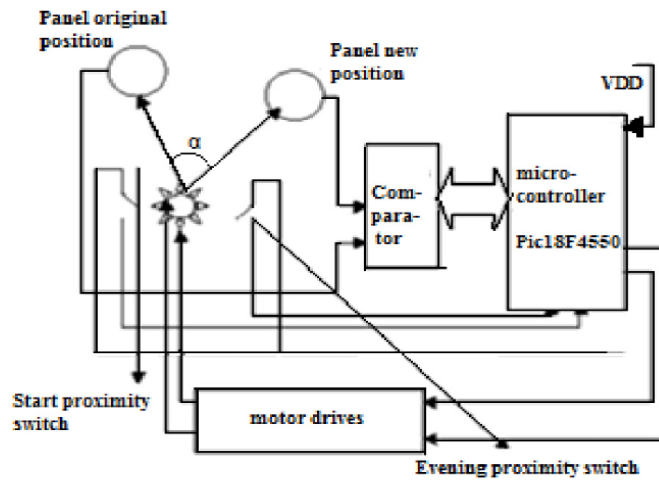 Panel original
position
Panel new
position
VDD
α
Com-
para-
tor
micro-
controller
Pic18F4550
Start proximity
switch
motor drives
Evening proximity switch